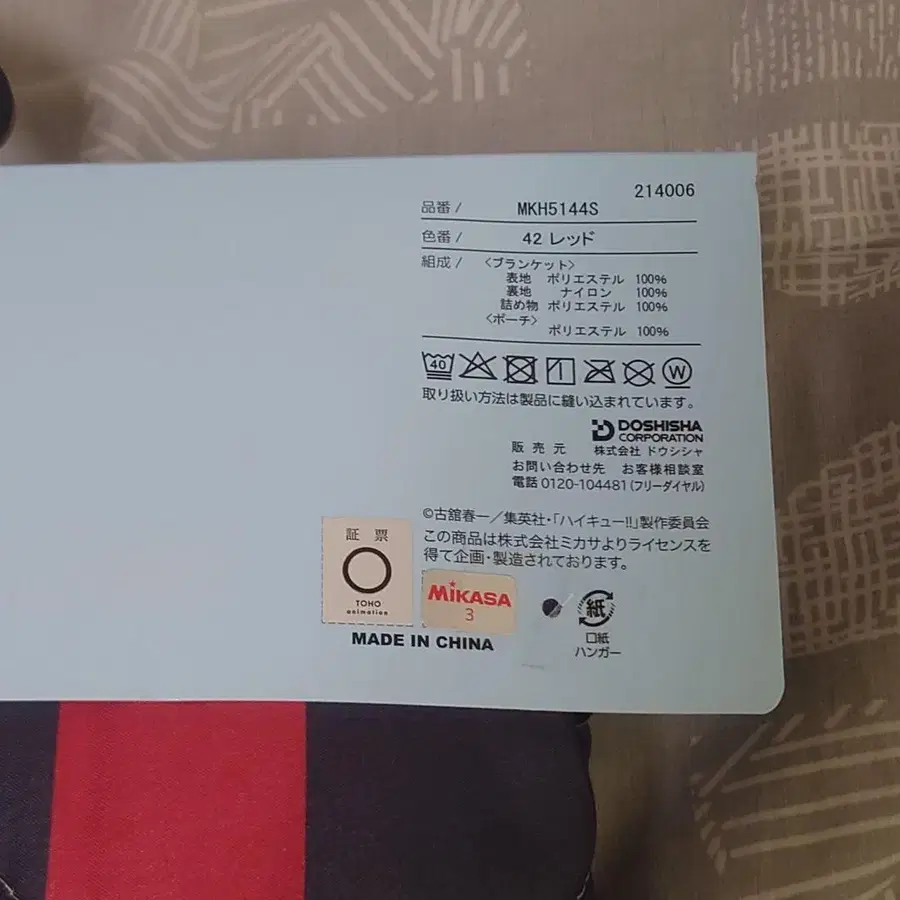 214006
品番 / MKH5144S
色番 / 42 レッド
組成 / 〈ブランケット〉
表地 ポリエステル 100%
裏地 ナイロン 100%
詰め物 ポリエステル 100%
〈ポーチ〉
ポリエステル 100%
40
W
取り扱い方法は製品に縫い込まれています。
DOSHISHA
CORPORATION
販売元 株式会社 ドウシシャ
お問い合わせ先 お客様相談室
電話 0120-104481 (フリーダイヤル)
©古舘春一/集英社・「ハイキュー!!」製作委員会
この商品は株式会社ミカサよりライセンスを
得て企画・製造されております。
証票
TOHO
animation
MIKASA
3
紙
口紙
ハンガー
MADE IN CHINA